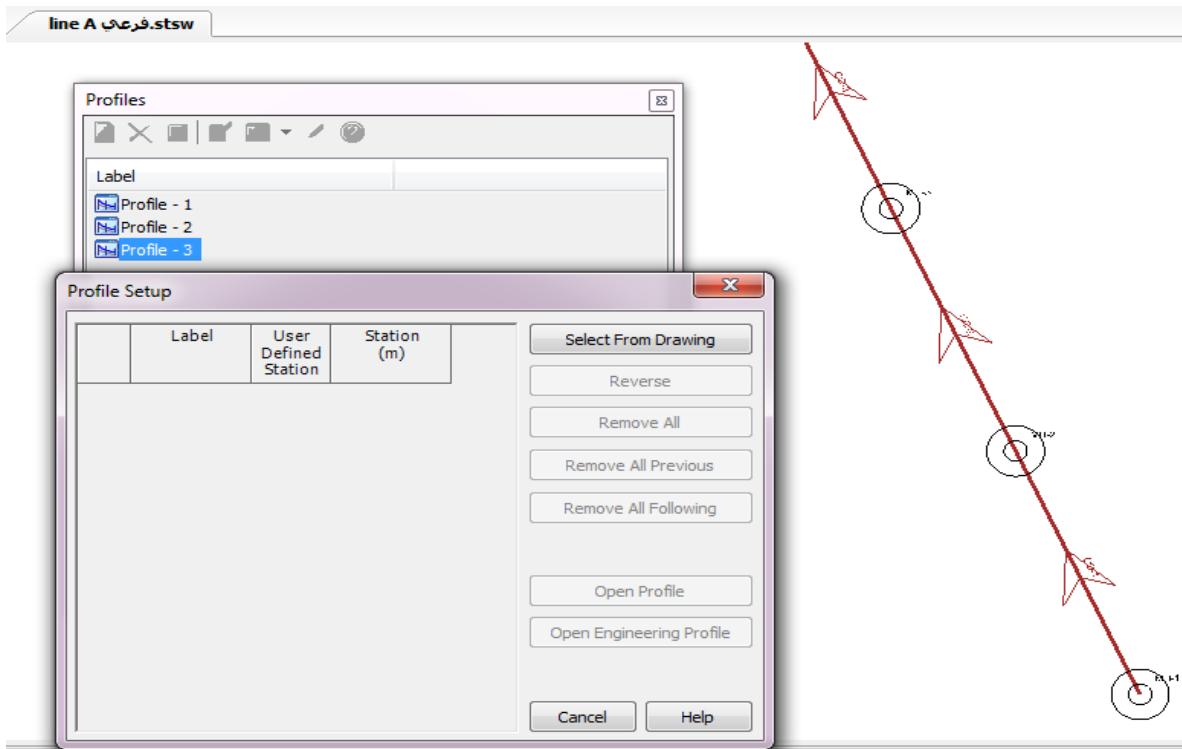 line A فرعي.stsw
Profiles
Label
Profile - 1
Profile - 2
Profile - 3
Profile Setup
Label
User Defined Station
Station (m)
Select From Drawing
Reverse
Remove All
Remove All Previous
Remove All Following
Open Profile
Open Engineering Profile
Cancel
Help